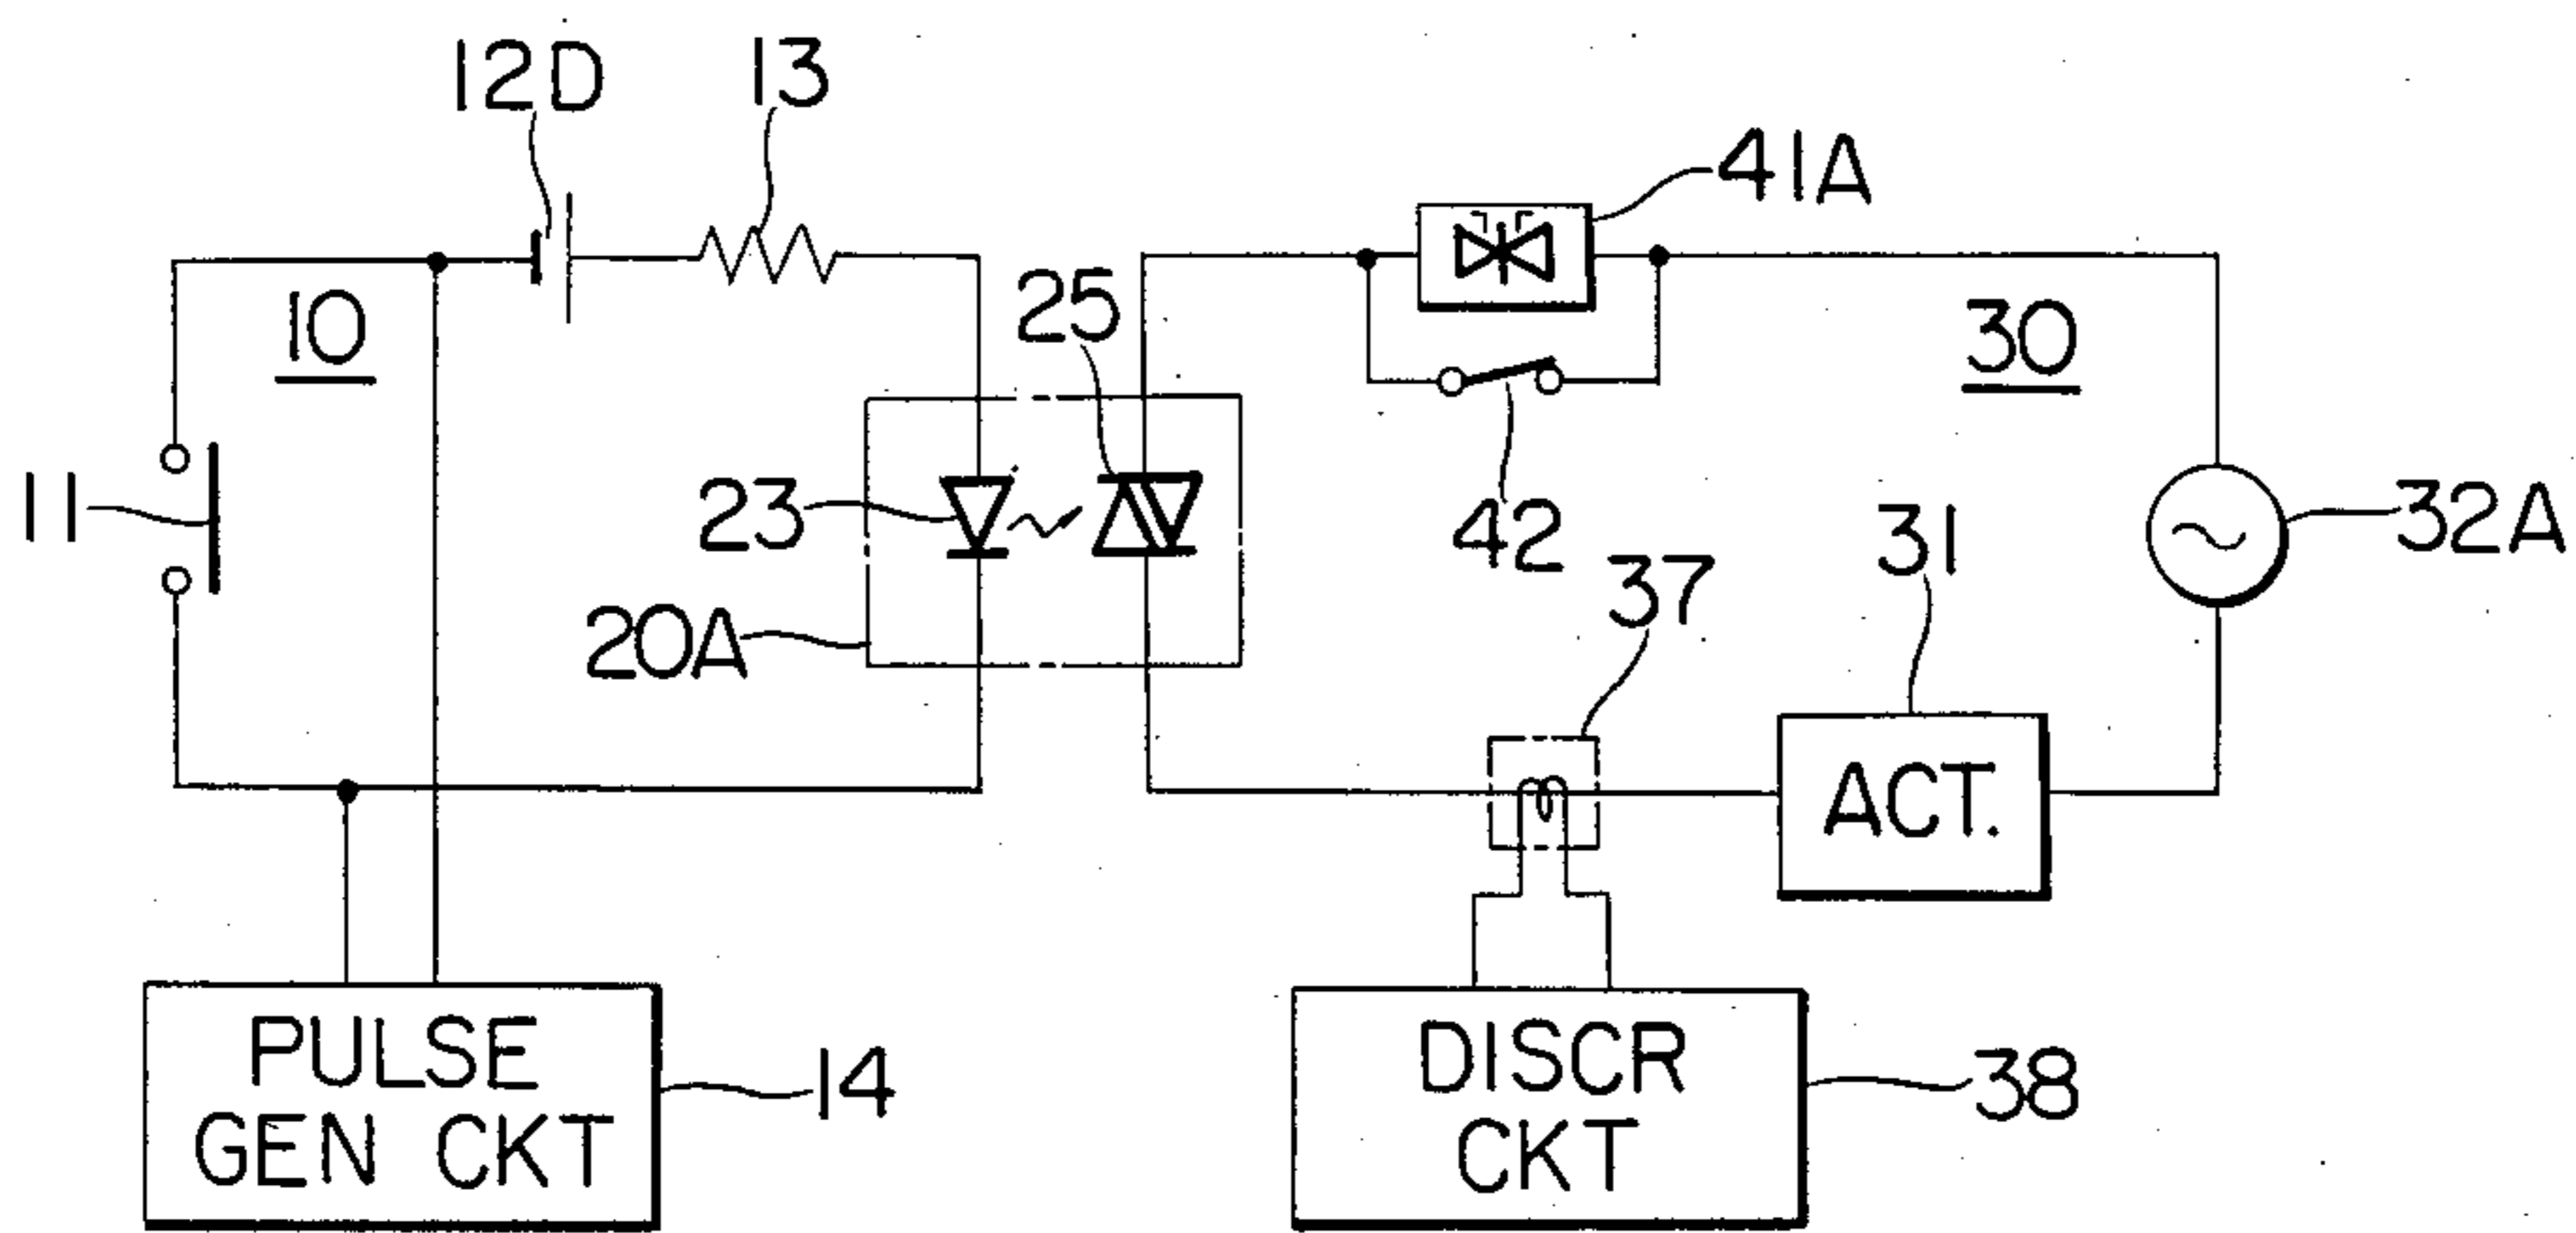 12D
13
41A
10
25
30
11
23
42
32A
31
37
20A
ACT.
PULSE
GEN CKT
14
DISCR
CKT
38